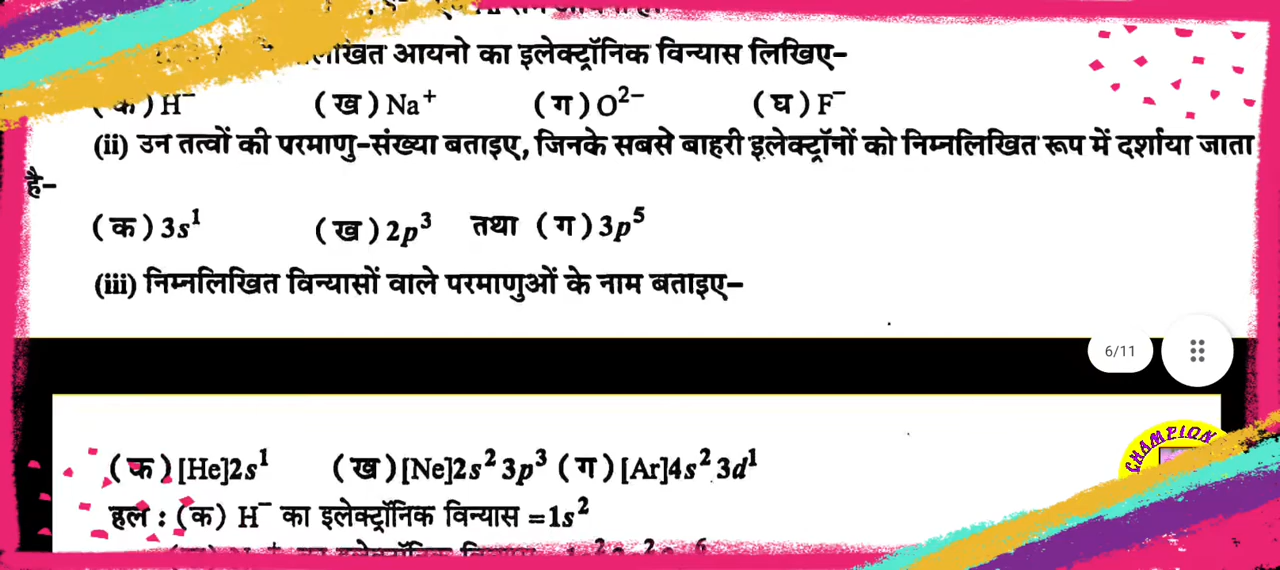 आयनो का इलेक्ट्रॉनिक विन्यास लिखिए–
(क) H⁻ (ख) Na⁺ (ग) O²⁻ (घ) F⁻
(ii) उन तत्वों की परमाणु-संख्या बताइए, जिनके सबसे बाहरी इलेक्ट्रॉनों को निम्नलिखित रूप में दर्शाया जाता
है–
(क) 3s¹ (ख) 2p³ तथा (ग) 3p⁵
(iii) निम्नलिखित विन्यासों वाले परमाणुओं के नाम बताइए–
6/11
(क) [He]2s¹ (ख) [Ne]2s² 3p³ (ग) [Ar]4s² 3d¹
CHAMPION
हल : (क) H⁻ का इलेक्ट्रॉनिक विन्यास =1s²